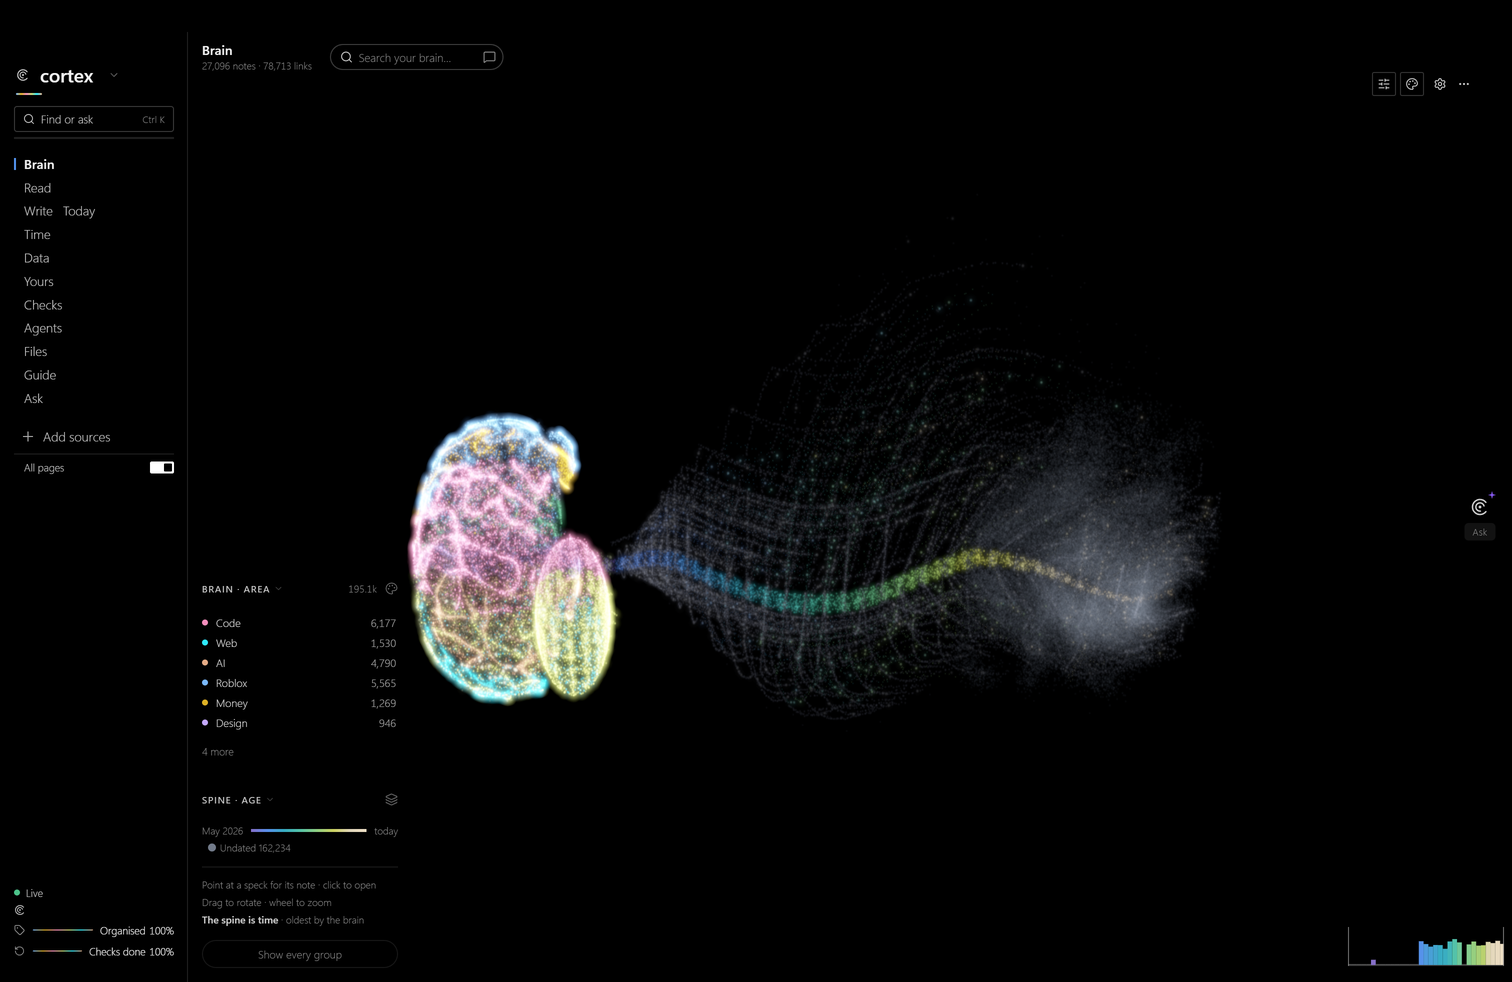 cortex
Find or ask Ctrl K
Brain
Read
Write Today
Time
Data
Yours
Checks
Agents
Files
Guide
Ask
Add sources
All pages
Live
Organised 100%
Checks done 100%
Brain
27,096 notes · 78,713 links
Search your brain...
BRAIN · AREA 195.1k
Code 6,177
Web 1,530
AI 4,790
Roblox 5,565
Money 1,269
Design 946
4 more
SPINE · AGE
May 2026 today
Undated 162,234
Point at a speck for its note · click to open
Drag to rotate · wheel to zoom
The spine is time · oldest by the brain
Show every group
Ask